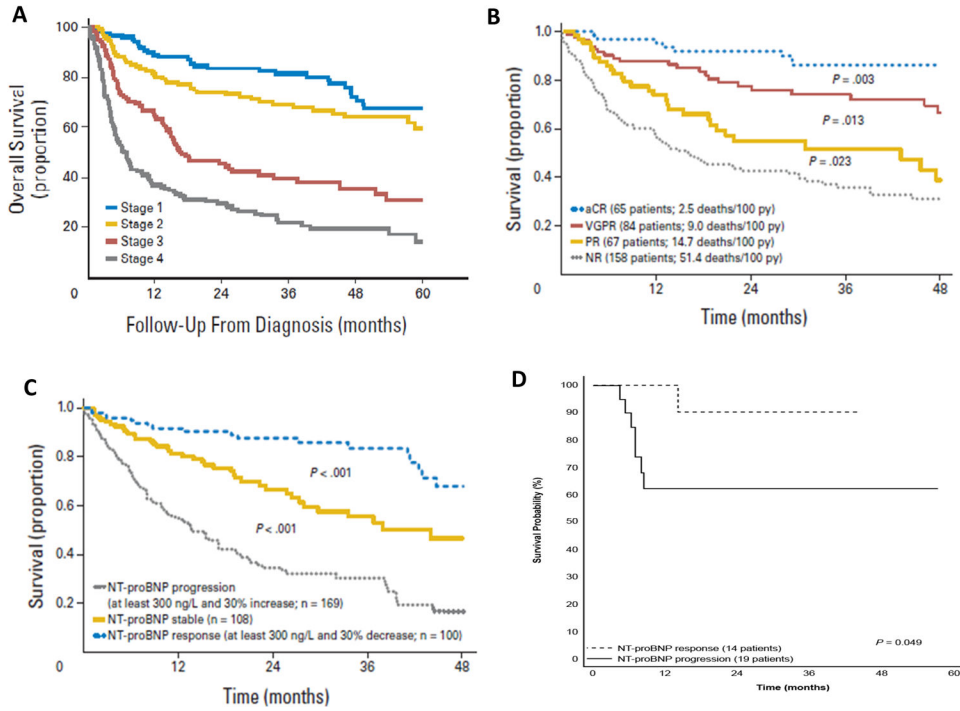 A
Overall Survival
(proportion)
100
80
60
40
20
0
Stage 1
Stage 2
Stage 3
Stage 4
12
24
36
48
60
Follow-Up From Diagnosis (months)
B
Survival (proportion)
1.0
0.8
0.6
0.4
0.2
0
P = .003
P = .013
P = .023
aCR (65 patients; 2.5 deaths/100 py)
VGPR (84 patients; 9.0 deaths/100 py)
PR (67 patients; 14.7 deaths/100 py)
NR (158 patients; 51.4 deaths/100 py)
12
24
36
48
Time (months)
C
Survival (proportion)
1.0
0.8
0.6
0.4
0.2
0
P < .001
P < .001
NT-proBNP progression
(at least 300 ng/L and 30% increase; n = 169)
NT-proBNP stable (n = 108)
NT-proBNP response (at least 300 ng/L and 30% decrease; n = 100)
12
24
36
48
Time (months)
D
Survival Probability (%)
100
90
80
70
60
50
40
30
20
10
0
P = 0.049
NT-proBNP response (14 patients)
NT-proBNP progression (19 patients)
0
12
24
36
48
60
Time (months)